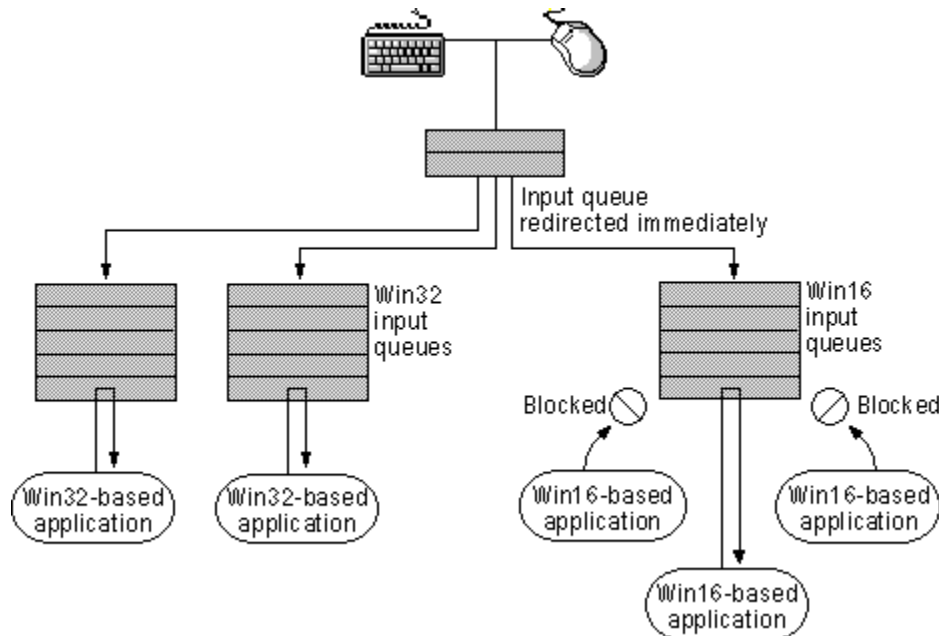 Input queue
redirected immediately
Win32
input
queues
Win16
input
queues
Blocked
Blocked
Win32-based
application
Win32-based
application
Win16-based
application
Win16-based
application
Win16-based
application